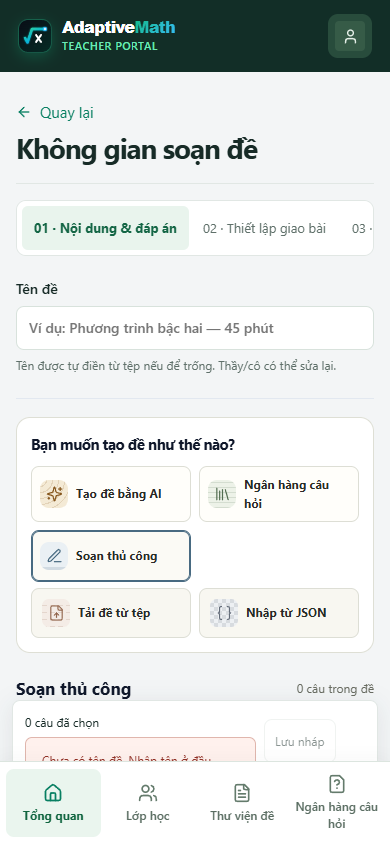 AdaptiveMath
TEACHER PORTAL
← Quay lại
Không gian soạn đề
01 · Nội dung & đáp án
02 · Thiết lập giao bài
03 ·
Tên đề
Ví dụ: Phương trình bậc hai — 45 phút
Tên được tự điền từ tệp nếu để trống. Thầy/cô có thể sửa lại.
Bạn muốn tạo đề như thế nào?
Tạo đề bằng AI
Ngân hàng câu
hỏi
Soạn thủ công
Tải đề từ tệp
Nhập từ JSON
Soạn thủ công
0 câu trong đề
0 câu đã chọn
Chưa có tên đề. Nhập tên ở đầu
Lưu nháp
Tổng quan
Lớp học
Thư viện đề
Ngân hàng câu
hỏi